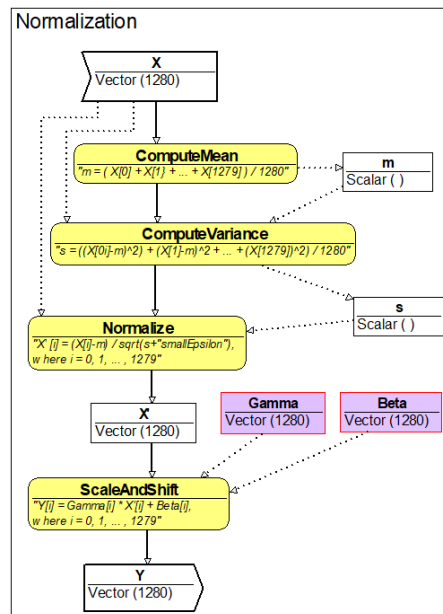 Normalization
X
Vector (1280)
ComputeMean
"m = ( X[0] +X[1} + ... + X[1279] ) / 1280"
m
Scalar ( )
ComputeVariance
"s = ((X[0i]-m)^2) + (X[1]-m)^2 + ... + (X[1279])^2) / 1280"
s
Scalar ( )
Normalize
"X' [i] = (X[i]-m) / sqrt(s+"smallEpsilon"),
w here i = 0, 1, ... , 1279"
X'
Vector (1280)
Gamma
Vector (1280)
Beta
Vector (1280)
ScaleAndShift
"Y[i] = Gamma[i] * X'[i] + Beta[i],
w here i = 0, 1, ... , 1279"
Y
Vector (1280)